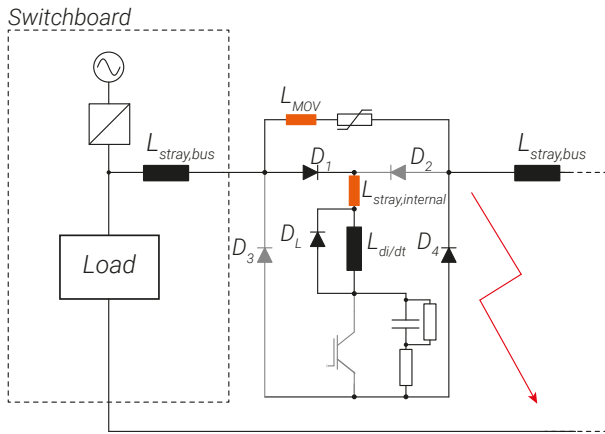 Switchboard
L_MOV
L_stray,bus
D_1
D_2
L_stray,bus
L_stray,internal
D_L
L_di/dt
D_3
D_4
Load